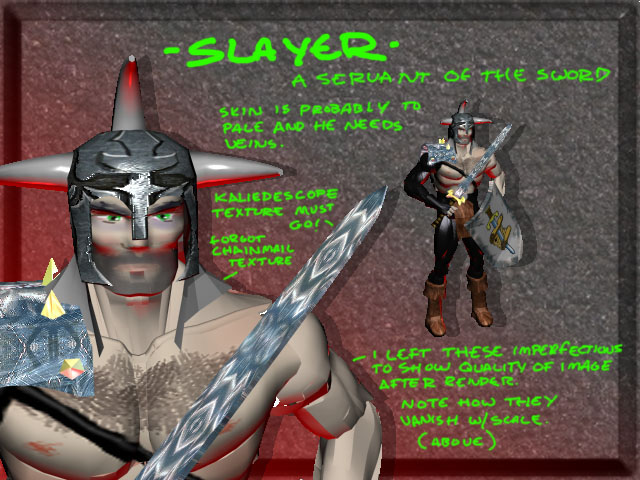 -SLAYER-
A SERVANT OF THE SWORD
SKIN IS PROBABLY TO
PALE AND HE NEEDS
VEINS.
KALIEDESCOPE
TEXTURE MUST
GO!
FORGOT
CHAINMAIL
TEXTURE
I LEFT THESE IMPERFECTIONS
TO SHOW QUALITY OF IMAGE
AFTER RENDER.
NOTE HOW THEY
VANISH W/SCALE.
(ABOVE)